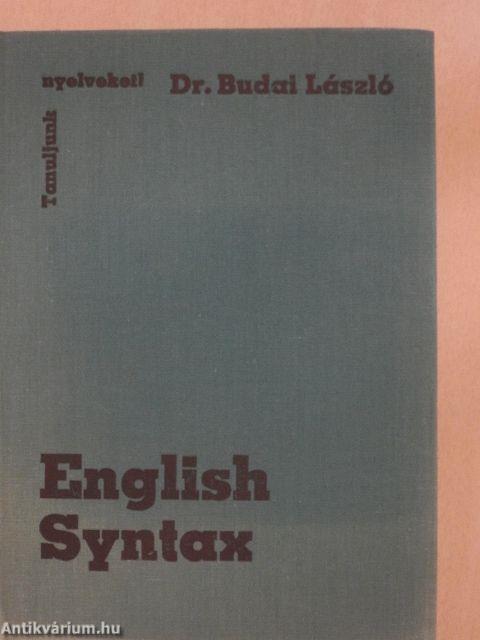 Tanuljunk
nyelveket!
Dr. Budai László
English
Syntax
Antikvárium.hu